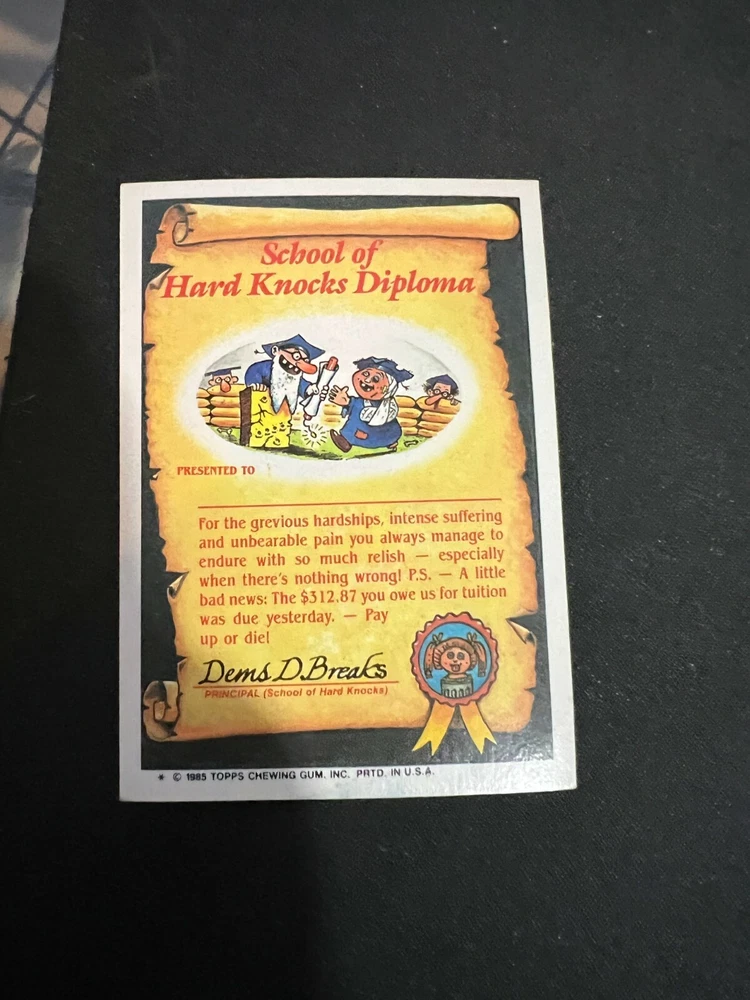 School of
Hard Knocks Diploma
PRESENTED TO
For the grevious hardships, intense suffering
and unbearable pain you always manage to
endure with so much relish — especially
when there's nothing wrong! P.S. — A little
bad news: The $312.87 you owe us for tuition
was due yesterday. — Pay
up or die!
Dems D. Breaks
PRINCIPAL (School of Hard Knocks)
* © 1985 TOPPS CHEWING GUM, INC. PRTD. IN U.S.A.